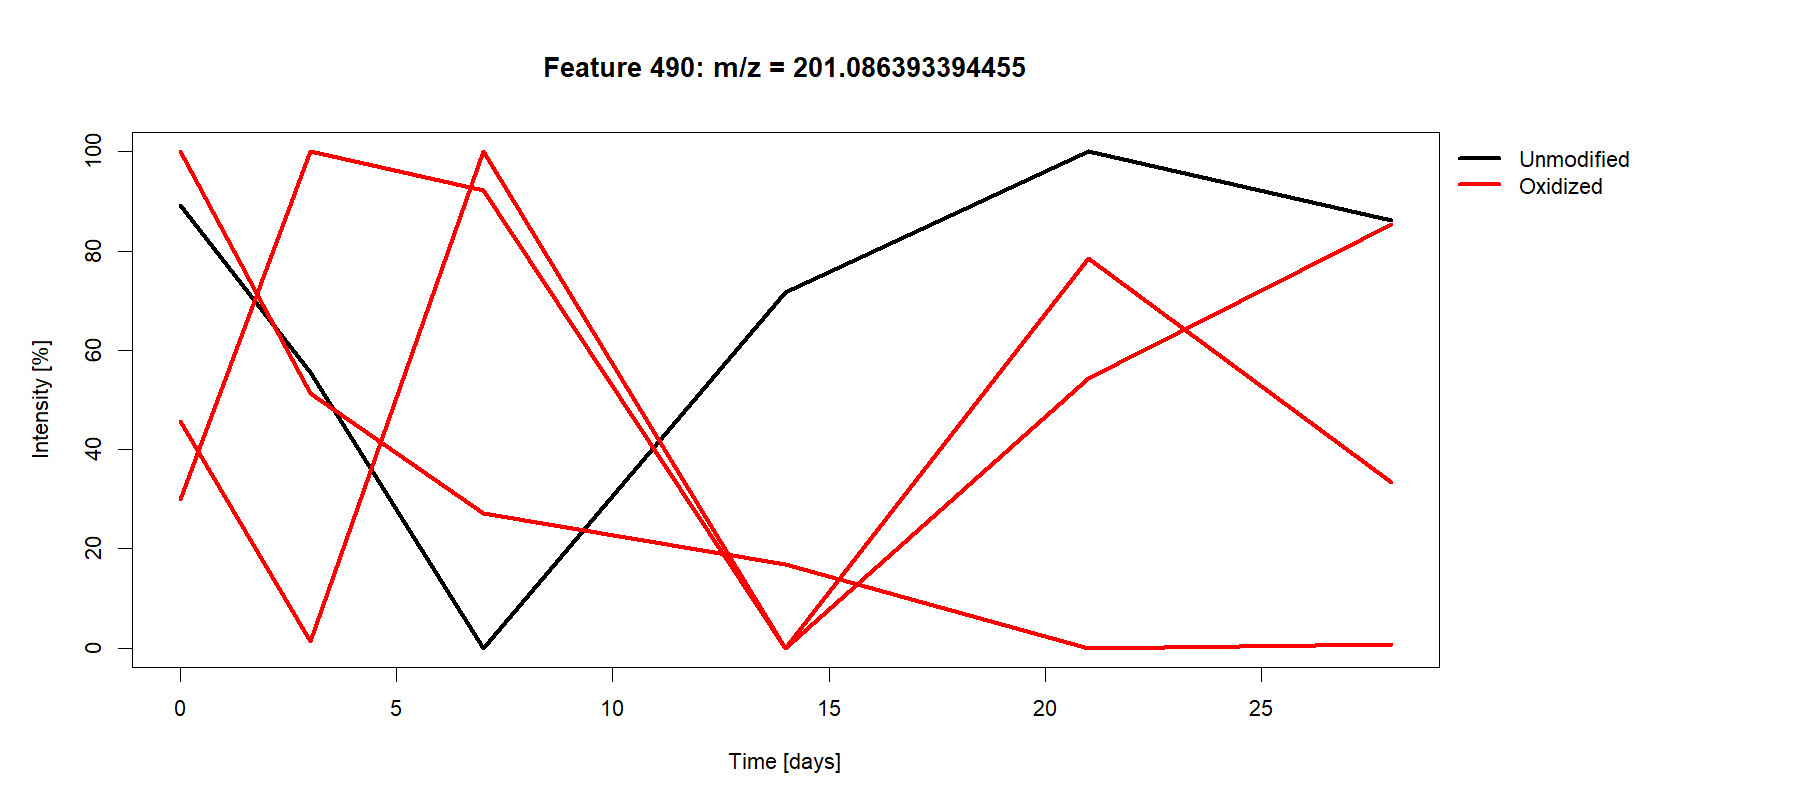 Feature 490: m/z = 201.086393394455
Unmodified
Oxidized
Intensity [%]
100
80
60
40
20
0
0 5 10 15 20 25
Time [days]